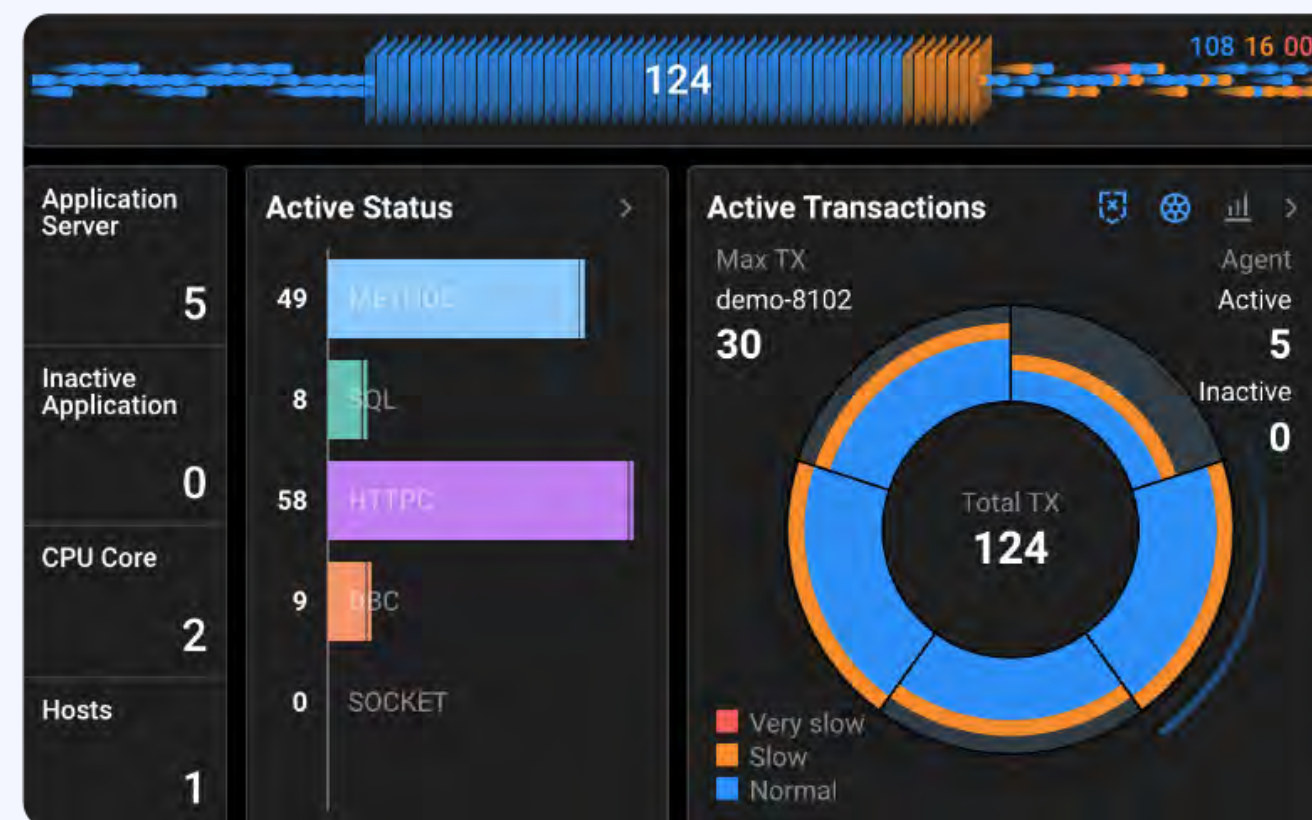 124
108 16 00
Application
Server
5
Inactive
Application
0
CPU Core
2
Hosts
1
Active Status
49 METHOD
8 SQL
58 HTTPC
9 DBC
0 SOCKET
Active Transactions
Max TX
demo-8102
30
Agent
Active
5
Inactive
0
Total TX
124
Very slow
Slow
Normal